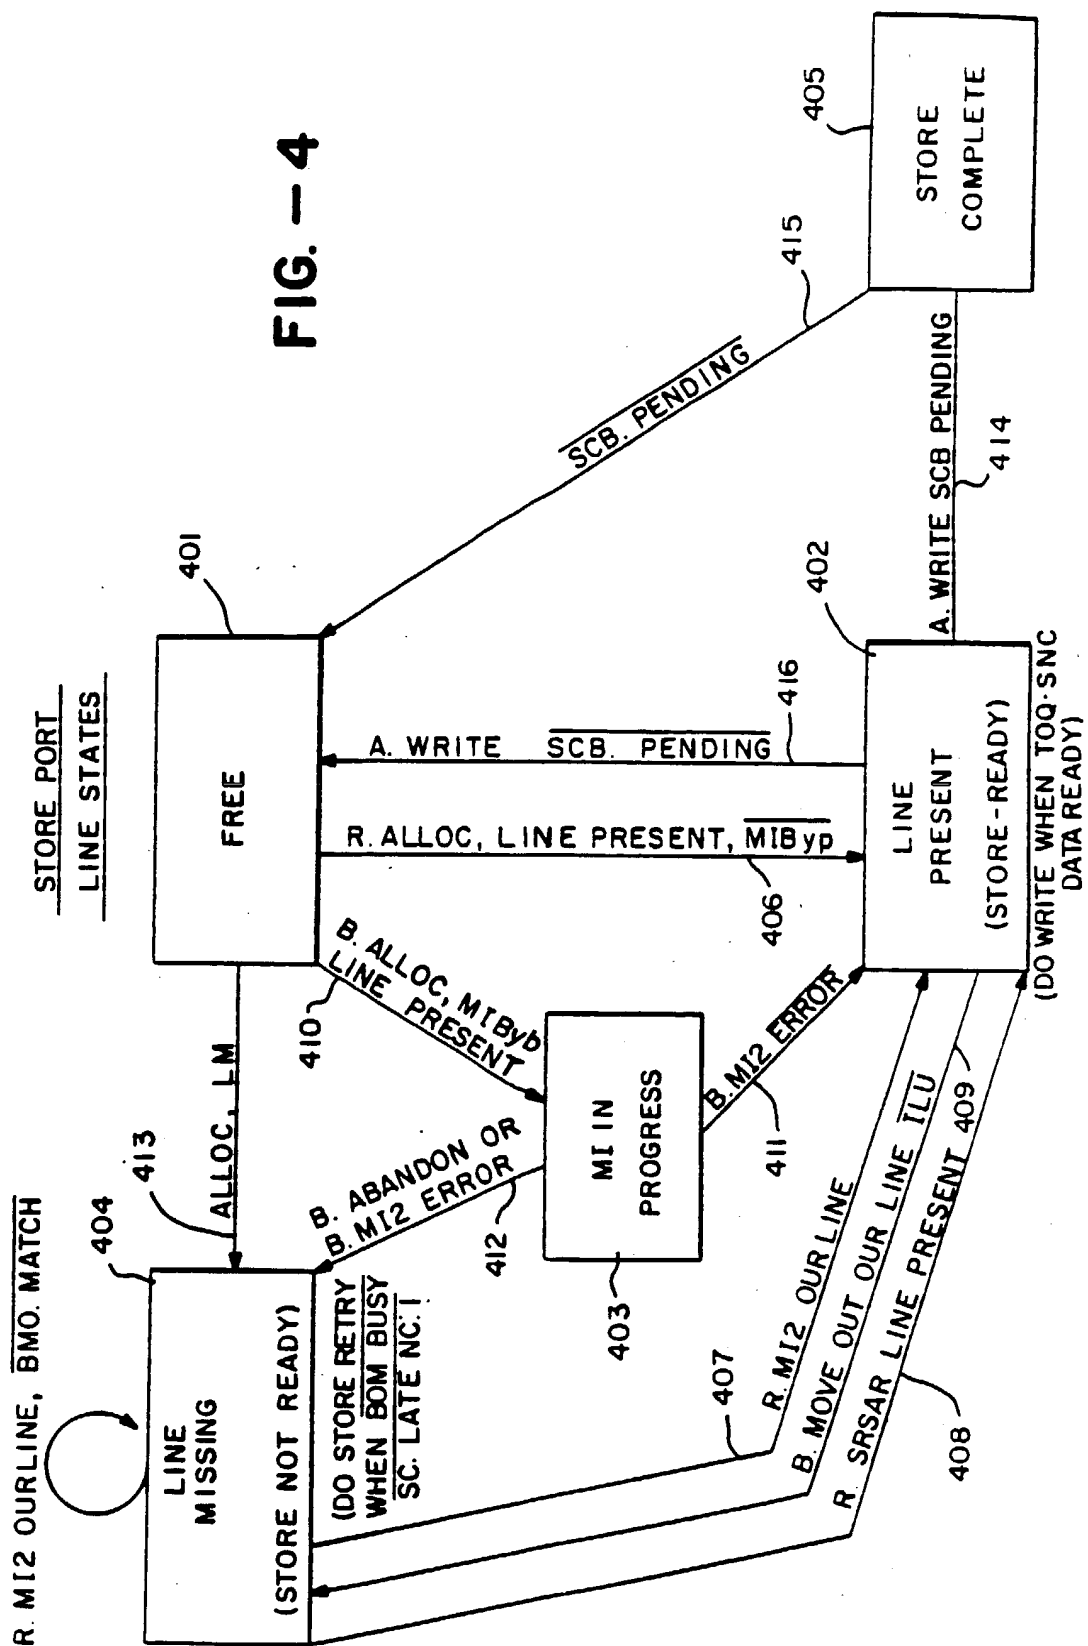 STORE PORT
LINE STATES
FIG. - 4
R. MI2 OURLINE, BMO. MATCH
404
LINE
MISSING
(STORE NOT READY)
(DO STORE RETRY
WHEN BOM BUSY
SC. LATE NC. 1
413
ALLOC, LM
401
FREE
410
B. ALLOC, MIByb
LINE PRESENT
B. ABANDON OR
B. MI2 ERROR
412
MI IN
PROGRESS
403
B. MI2 ERROR
411
A. WRITE SCB. PENDING
416
R. ALLOC, LINE PRESENT, MIByp
406
SCB. PENDING
415
405
STORE
COMPLETE
A. WRITE SCB PENDING
414
402
LINE
PRESENT
(STORE-READY)
(DO WRITE WHEN TOQ·SNC
DATA READY)
407
R. MI2 OUR LINE
B. MOVE OUT OUR LINE ILU
409
R. SRSAR LINE PRESENT
408